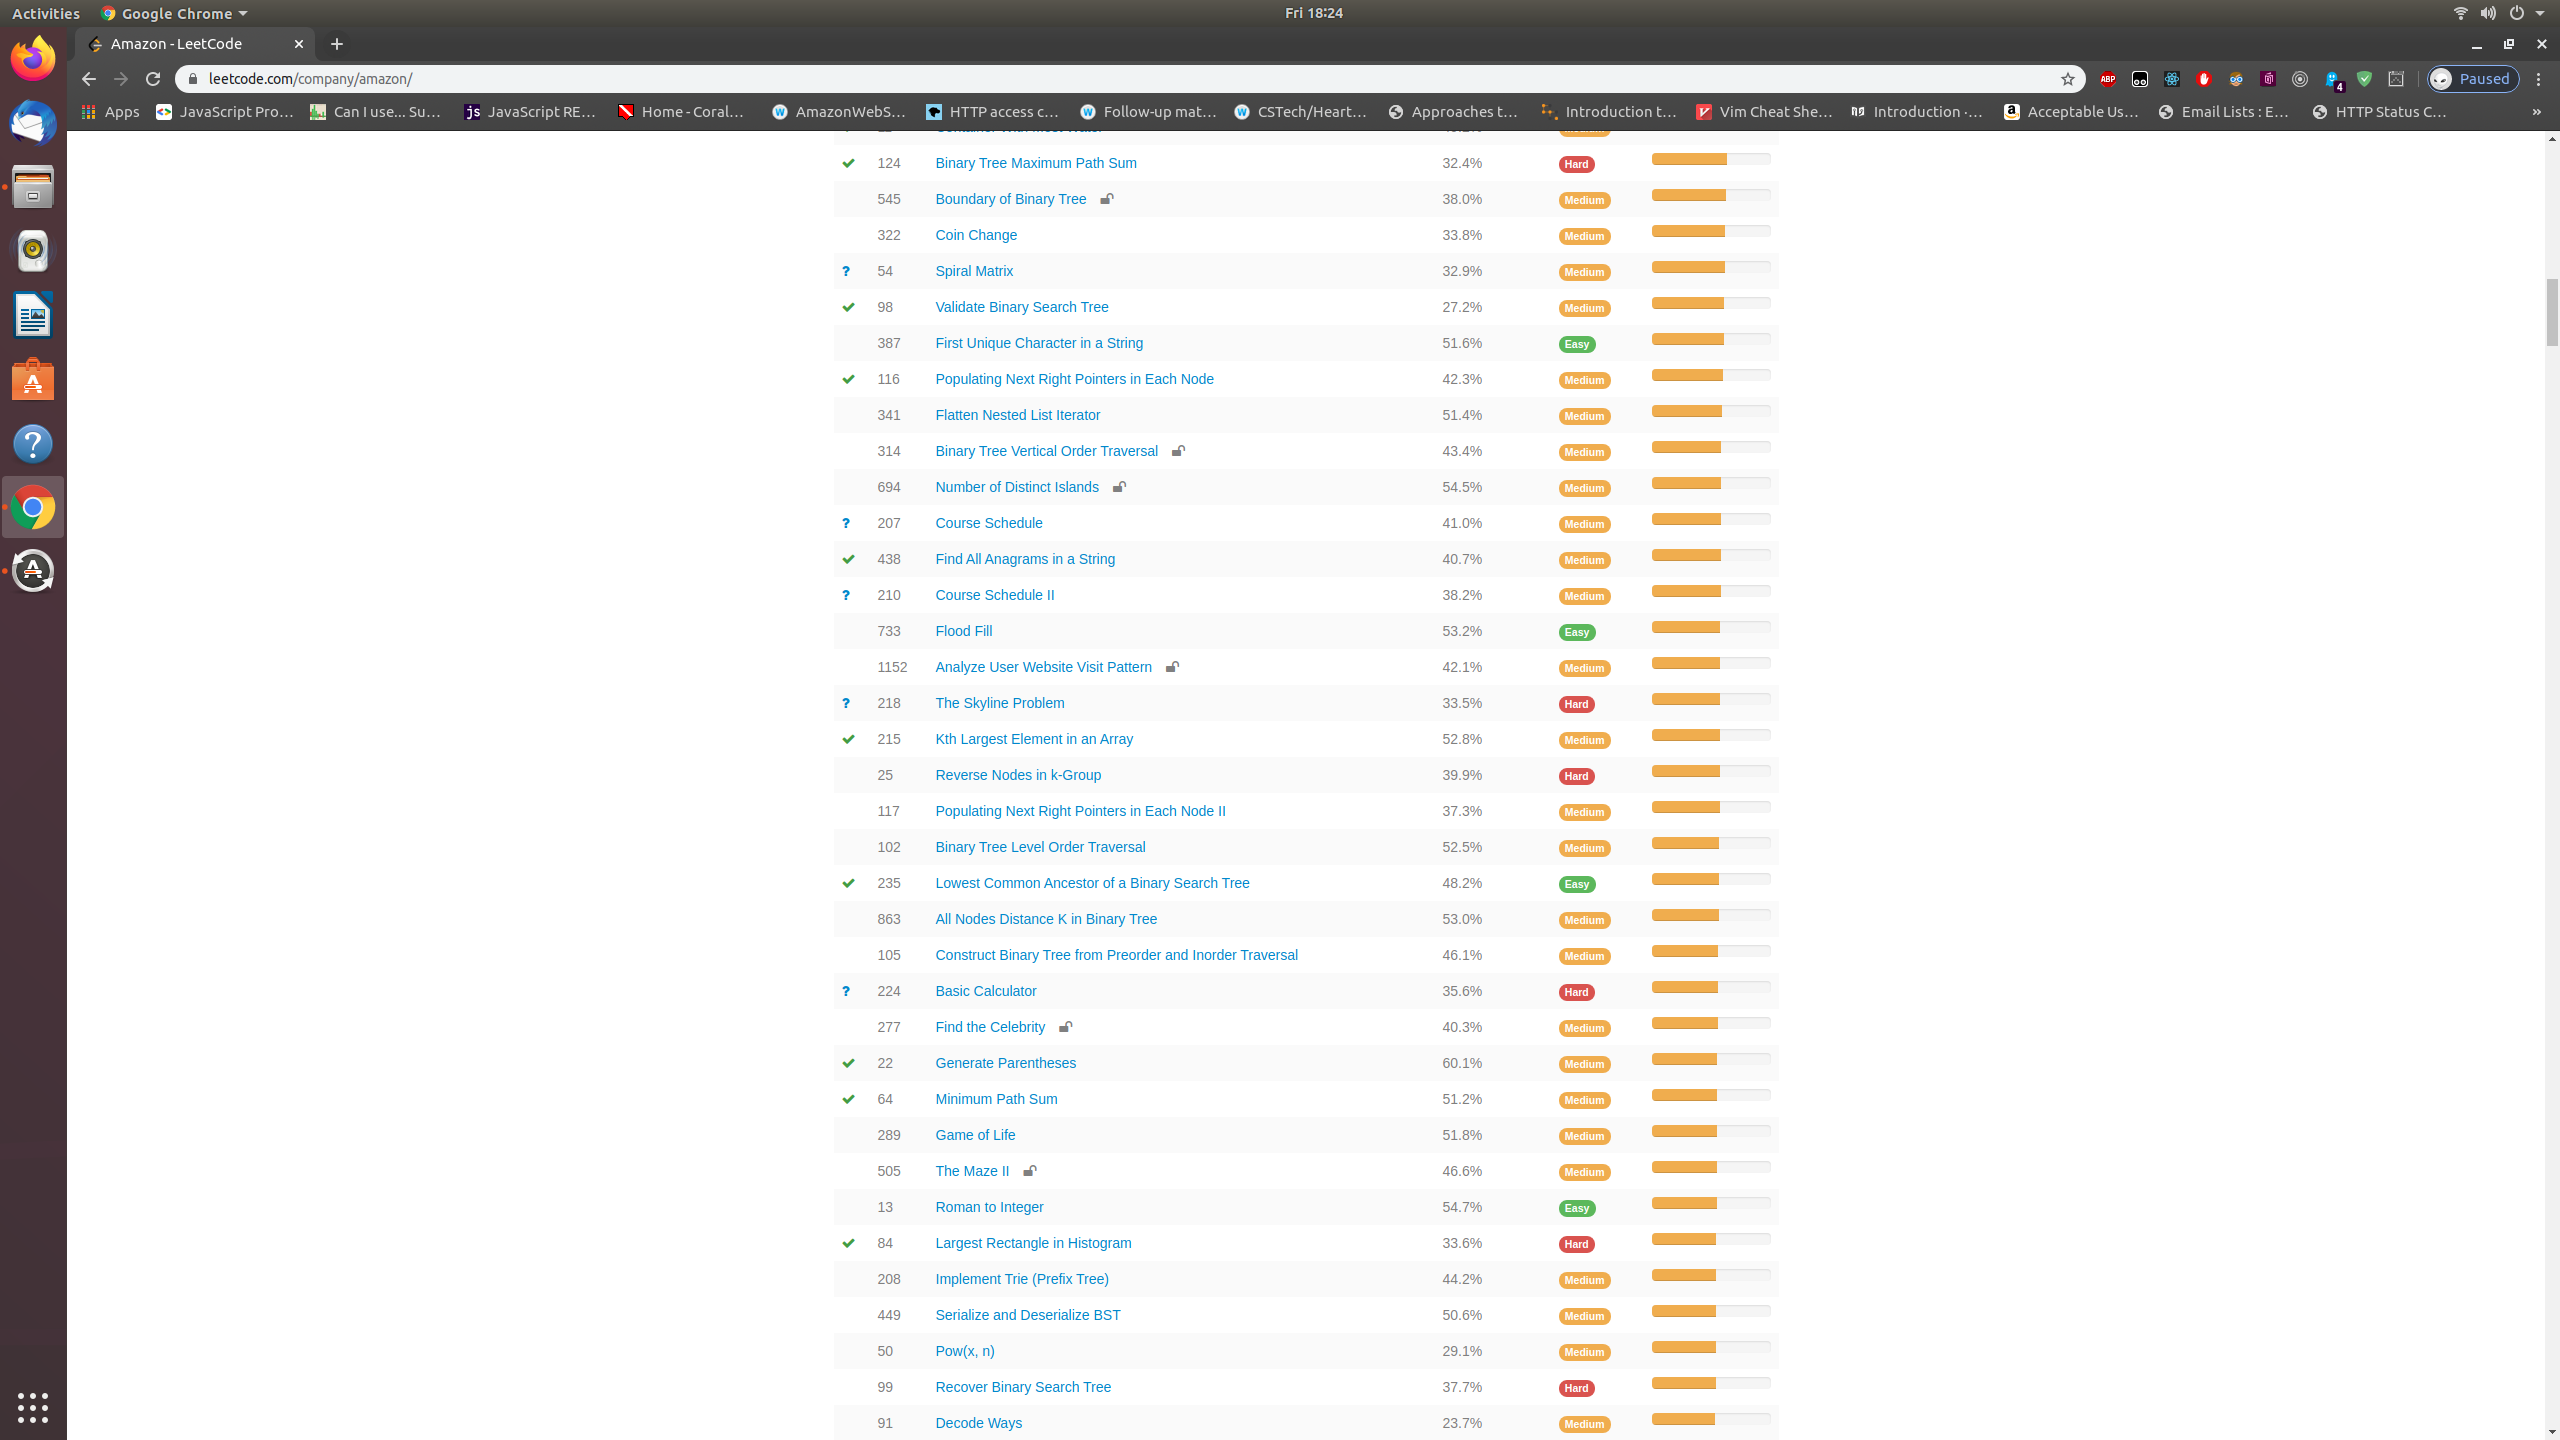 Activities Google Chrome Fri 18:24
Amazon - LeetCode
leetcode.com/company/amazon/ ABP 4 Paused
Apps JavaScript Pro… Can I use... Su… JavaScript RE… Home - Coral… AmazonWebS… HTTP access c… Follow-up mat… CSTech/Heart… Approaches t… Introduction t… Vim Cheat She… Introduction ·… Acceptable Us… Email Lists : E… HTTP Status C… »
124 Binary Tree Maximum Path Sum 32.4% Hard
545 Boundary of Binary Tree 38.0% Medium
322 Coin Change 33.8% Medium
? 54 Spiral Matrix 32.9% Medium
98 Validate Binary Search Tree 27.2% Medium
387 First Unique Character in a String 51.6% Easy
116 Populating Next Right Pointers in Each Node 42.3% Medium
341 Flatten Nested List Iterator 51.4% Medium
314 Binary Tree Vertical Order Traversal 43.4% Medium
694 Number of Distinct Islands 54.5% Medium
? 207 Course Schedule 41.0% Medium
438 Find All Anagrams in a String 40.7% Medium
? 210 Course Schedule II 38.2% Medium
733 Flood Fill 53.2% Easy
1152 Analyze User Website Visit Pattern 42.1% Medium
? 218 The Skyline Problem 33.5% Hard
215 Kth Largest Element in an Array 52.8% Medium
25 Reverse Nodes in k-Group 39.9% Hard
117 Populating Next Right Pointers in Each Node II 37.3% Medium
102 Binary Tree Level Order Traversal 52.5% Medium
235 Lowest Common Ancestor of a Binary Search Tree 48.2% Easy
863 All Nodes Distance K in Binary Tree 53.0% Medium
105 Construct Binary Tree from Preorder and Inorder Traversal 46.1% Medium
? 224 Basic Calculator 35.6% Hard
277 Find the Celebrity 40.3% Medium
22 Generate Parentheses 60.1% Medium
64 Minimum Path Sum 51.2% Medium
289 Game of Life 51.8% Medium
505 The Maze II 46.6% Medium
13 Roman to Integer 54.7% Easy
84 Largest Rectangle in Histogram 33.6% Hard
208 Implement Trie (Prefix Tree) 44.2% Medium
449 Serialize and Deserialize BST 50.6% Medium
50 Pow(x, n) 29.1% Medium
99 Recover Binary Search Tree 37.7% Hard
91 Decode Ways 23.7% Medium